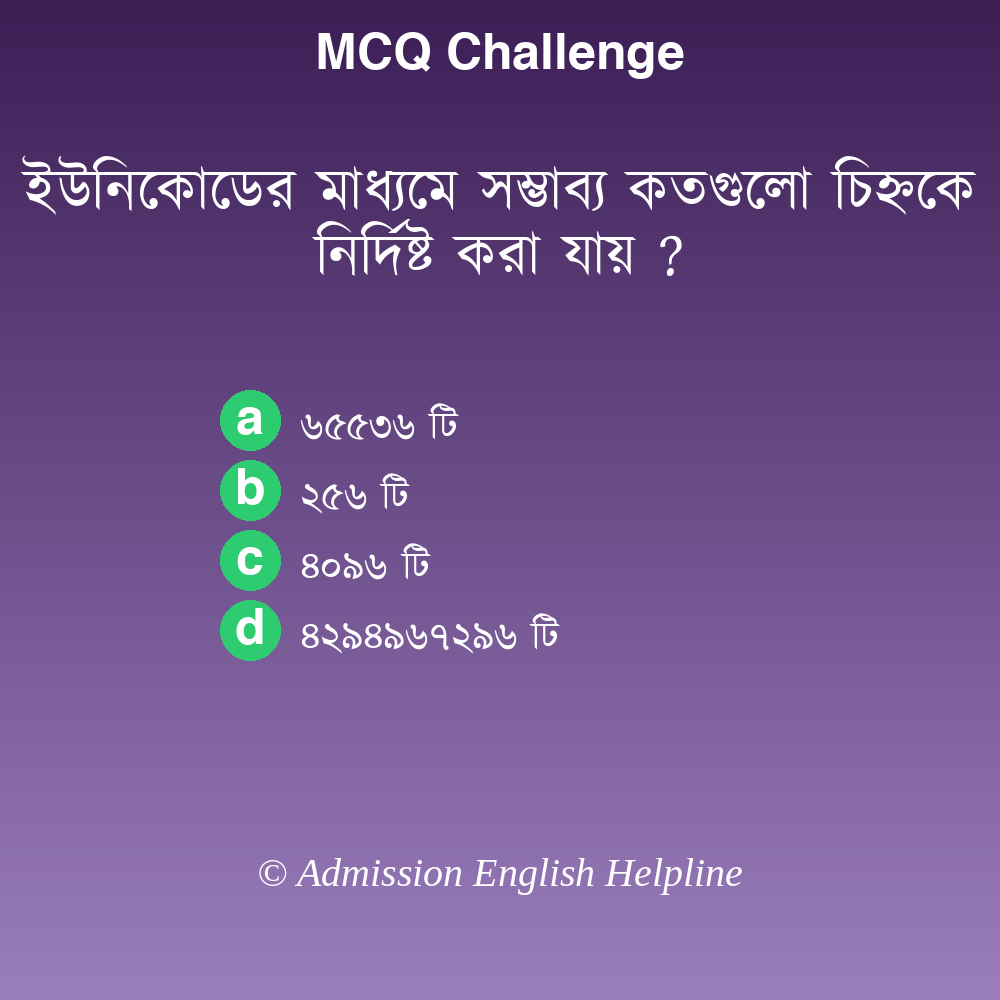 MCQ Challenge
ইউনিকোডের মাধ্যমে সম্ভাব্য কতগুলো চিহ্নকে
নির্দিষ্ট করা যায় ?
a ৬৫৫৩৬ টি
b ২৫৬ টি
c ৪০৯৬ টি
d ৪২৯৪৯৬৭২৯৬ টি
© Admission English Helpline